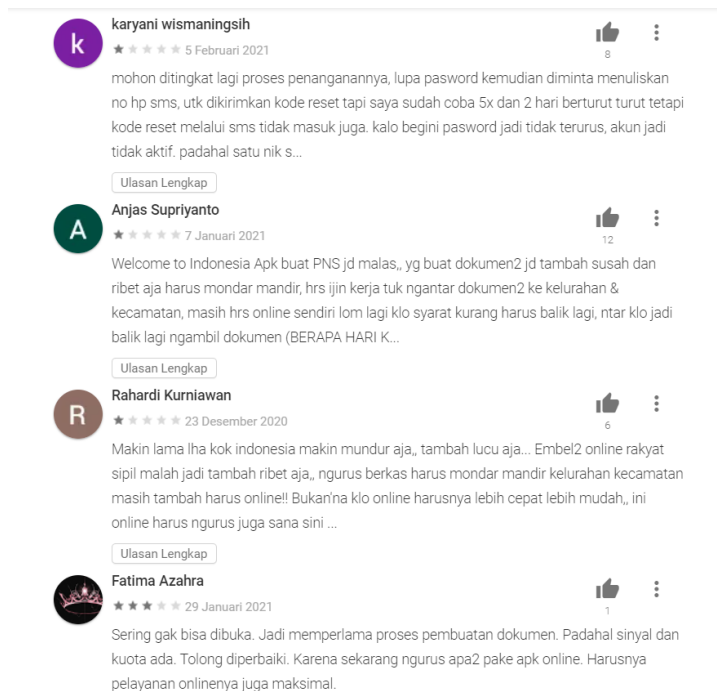 k
karyani wismaningsih
5 Februari 2021
8
mohon ditingkat lagi proses penanganannya, lupa pasword kemudian diminta menuliskan
no hp sms, utk dikirimkan kode reset tapi saya sudah coba 5x dan 2 hari berturut turut tetapi
kode reset melalui sms tidak masuk juga. kalo begini pasword jadi tidak terurus, akun jadi
tidak aktif. padahal satu nik s...
Ulasan Lengkap
A
Anjas Supriyanto
7 Januari 2021
12
Welcome to Indonesia Apk buat PNS jd malas,, yg buat dokumen2 jd tambah susah dan
ribet aja harus mondar mandir, hrs ijin kerja tuk ngantar dokumen2 ke kelurahan &
kecamatan, masih hrs online sendiri lom lagi klo syarat kurang harus balik lagi, ntar klo jadi
balik lagi ngambil dokumen (BERAPA HARI K...
Ulasan Lengkap
R
Rahardi Kurniawan
23 Desember 2020
6
Makin lama lha kok indonesia makin mundur aja,, tambah lucu aja... Embel2 online rakyat
sipil malah jadi tambah ribet aja,, ngurus berkas harus mondar mandir kelurahan kecamatan
masih tambah harus online!! Bukan'na klo online harusnya lebih cepat lebih mudah,, ini
online harus ngurus juga sana sini ...
Ulasan Lengkap
Fatima Azahra
29 Januari 2021
1
Sering gak bisa dibuka. Jadi memperlama proses pembuatan dokumen. Padahal sinyal dan
kuota ada. Tolong diperbaiki. Karena sekarang ngurus apa2 pake apk online. Harusnya
pelayanan onlinenya juga maksimal.